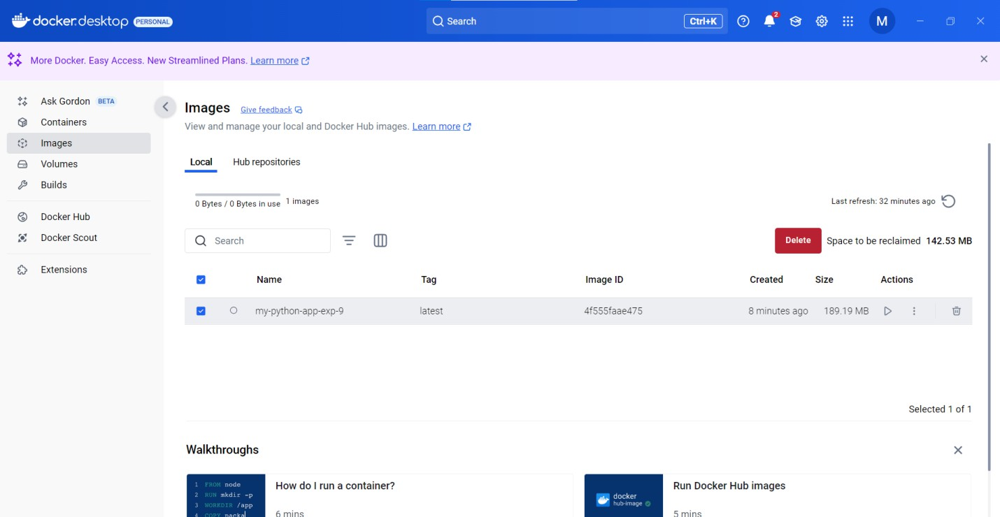 docker.desktop PERSONAL
Search Ctrl+K
2
M
More Docker. Easy Access. New Streamlined Plans. Learn more
Ask Gordon BETA
Containers
Images
Volumes
Builds
Docker Hub
Docker Scout
Extensions
Images Give feedback
View and manage your local and Docker Hub images. Learn more
Local Hub repositories
0 Bytes / 0 Bytes in use 1 images
Last refresh: 32 minutes ago
Search
Delete Space to be reclaimed 142.53 MB
Name Tag Image ID Created Size Actions
my-python-app-exp-9 latest 4f555faae475 8 minutes ago 189.19 MB
Selected 1 of 1
Walkthroughs
1 FROM node
2 RUN mkdir -p
3 WORKDIR /app
4 COPY packa
How do I run a container?
6 mins
docker
hub-image
Run Docker Hub images
5 mins